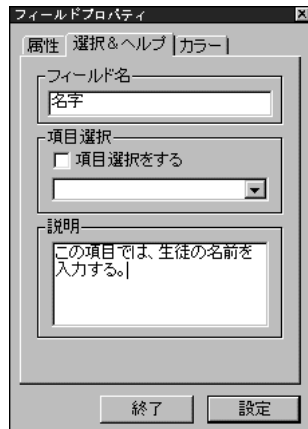 フィールドプロパティ
属性 選択&ヘルプ カラー
フィールド名
名字
項目選択
項目選択をする
説明
この項目では、生徒の名前を
入力する。
終了 設定